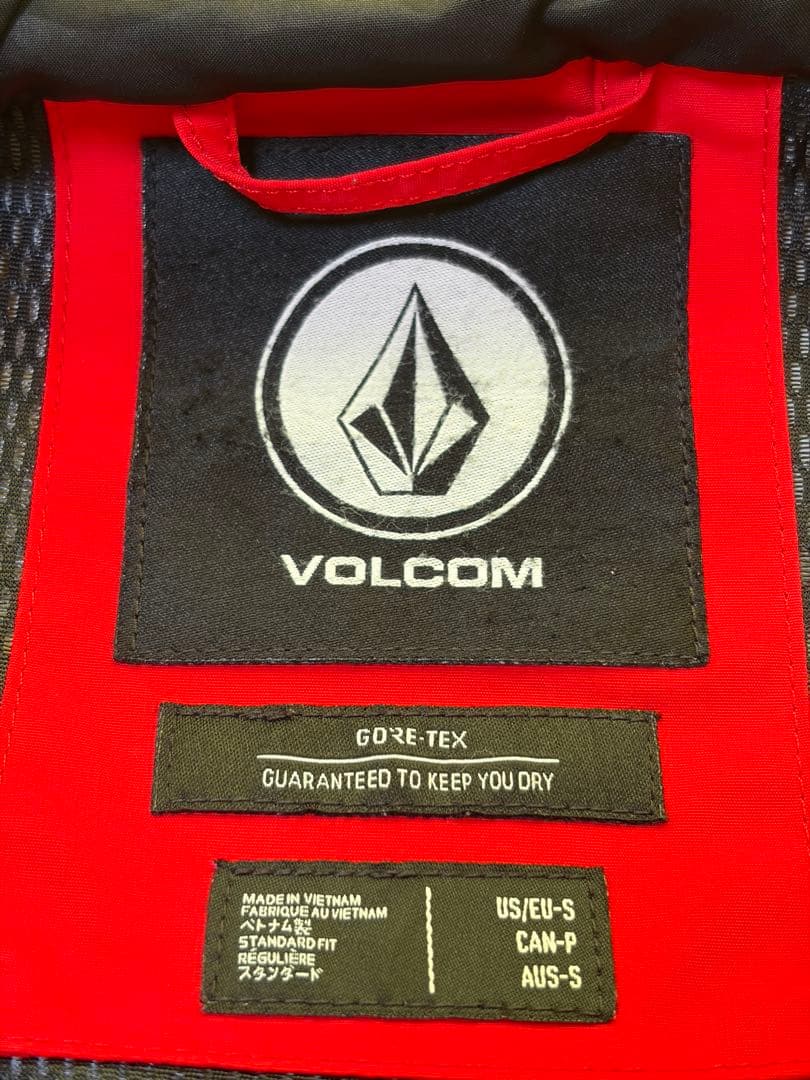 VOLCOM
GORE-TEX
GUARANTEED TO KEEP YOU DRY
MADE IN VIETNAM
FABRIQUE AU VIETNAM
ベトナム製
STANDARD FIT
RÉGULIÈRE
スタンダード
US/EU-S
CAN-P
AUS-S